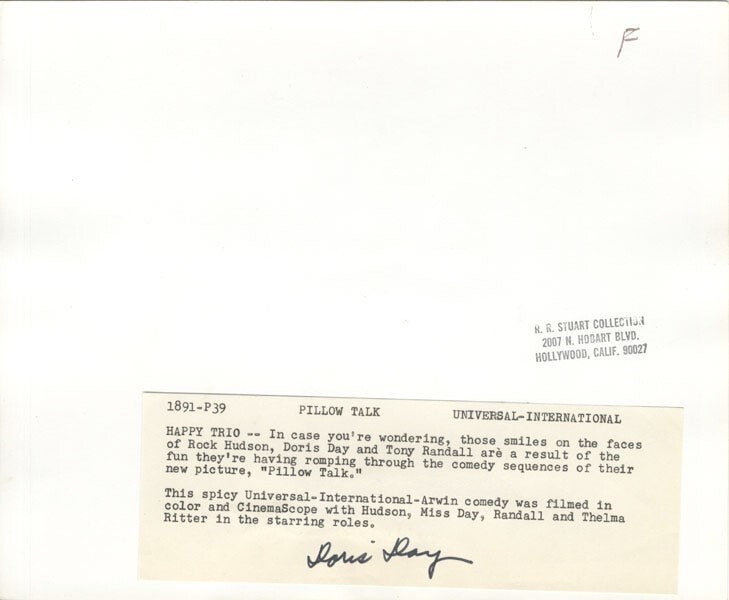 F
R. R. STUART COLLECTION
2007 N. HOBART BLVD.
HOLLYWOOD, CALIF. 90027
1891-P39 PILLOW TALK UNIVERSAL-INTERNATIONAL
HAPPY TRIO -- In case you're wondering, those smiles on the faces
of Rock Hudson, Doris Day and Tony Randall are a result of the
fun they're having romping through the comedy sequences of their
new picture, "Pillow Talk."
This spicy Universal-International-Arwin comedy was filmed in
color and CinemaScope with Hudson, Miss Day, Randall and Thelma
Ritter in the starring roles.
Doris Day